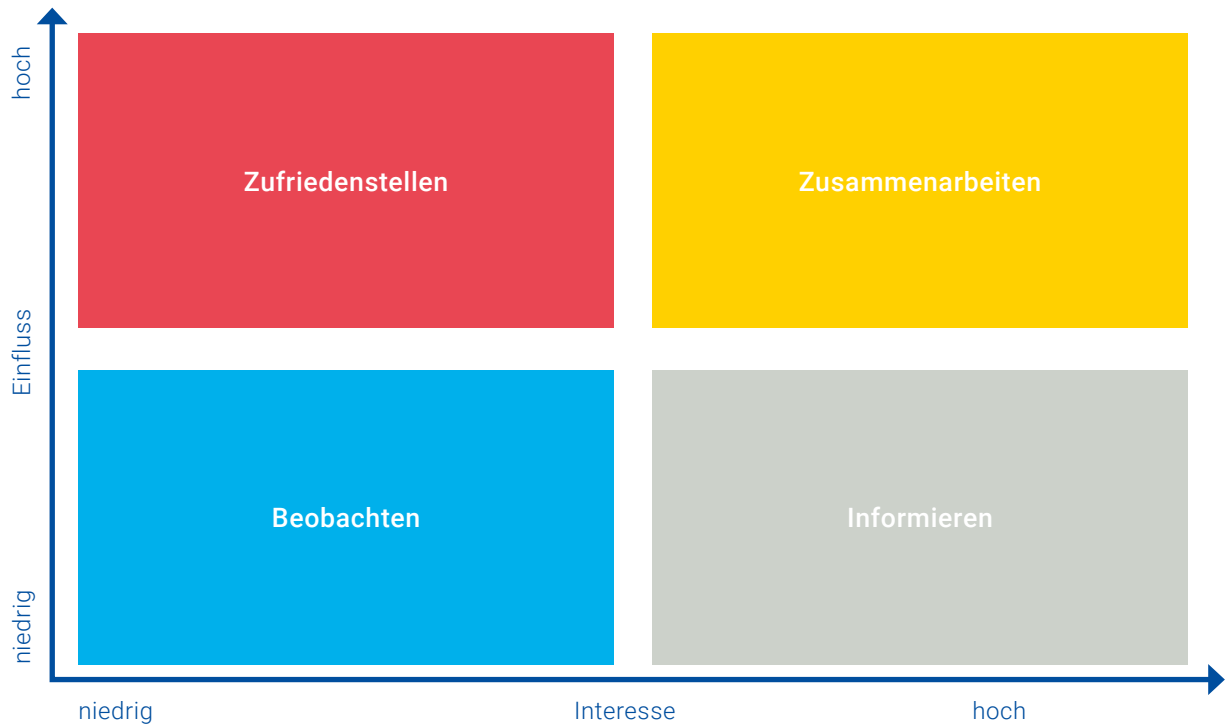 hoch
Zufriedenstellen
Zusammenarbeiten
Einfluss
Beobachten
Informieren
niedrig
niedrig
Interesse
hoch